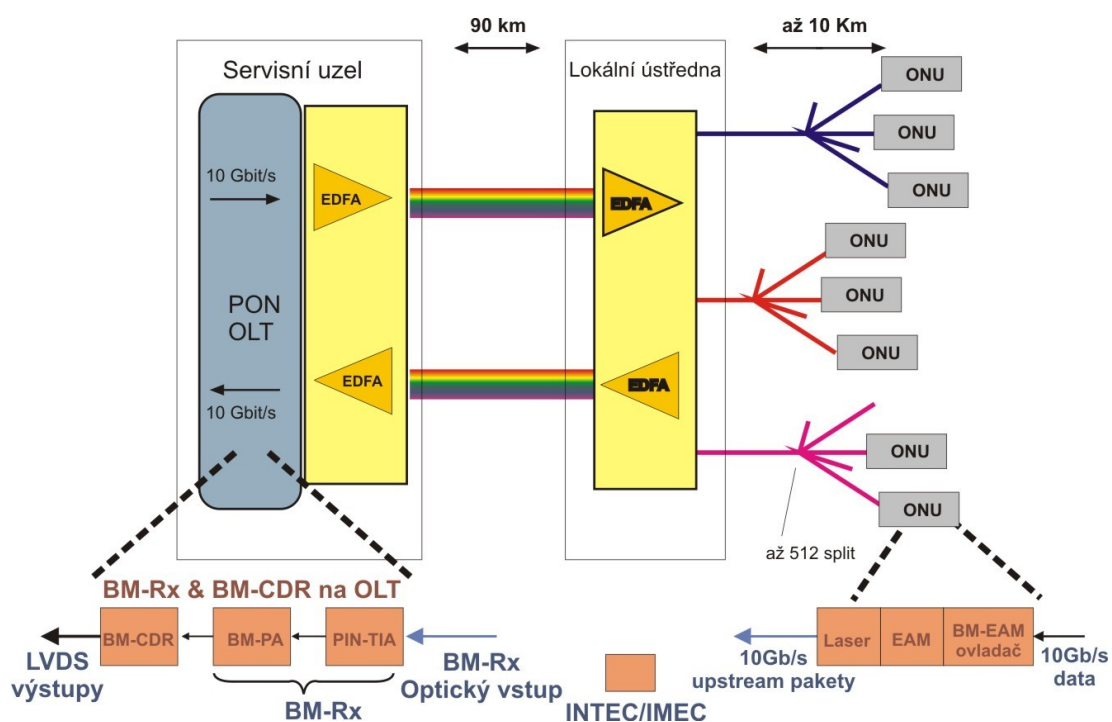 90 km
až 10 Km
Servisní uzel
Lokální ústředna
ONU
ONU
ONU
10 Gbit/s
EDFA
EDFA
ONU
ONU
ONU
PON
OLT
EDFA
EDFA
10 Gbit/s
ONU
ONU
až 512 split
BM-Rx & BM-CDR na OLT
BM-CDR
BM-PA
PIN-TIA
Laser
EAM
BM-EAM
ovladač
LVDS
výstupy
BM-Rx
Optický vstup
BM-Rx
INTEC/IMEC
10Gb/s
upstream pakety
10Gb/s
data